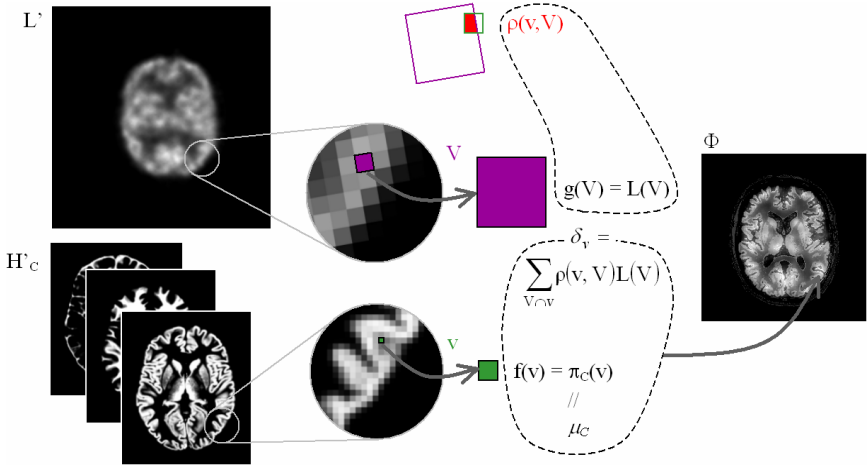 L'
ρ(v,V)
V
g(V) = L(V)
Φ
H'C
δv =
∑ ρ(v, V)L(V)
V∩v
v
f(v) = πC(v)
//
μC